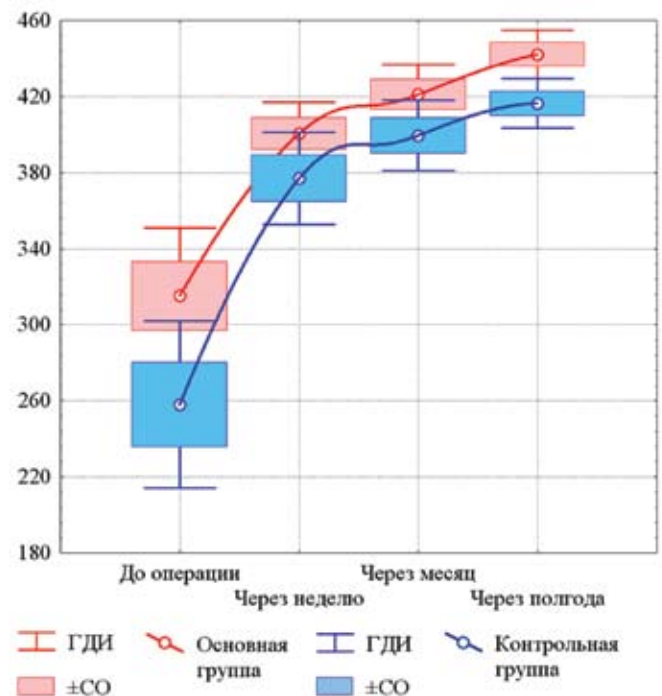 460
420
380
340
300
260
220
180
До операции
Через неделю
Через месяц
Через полгода
ГДИ
Основная
группа
ГДИ
Контрольная
группа
±СО
±СО